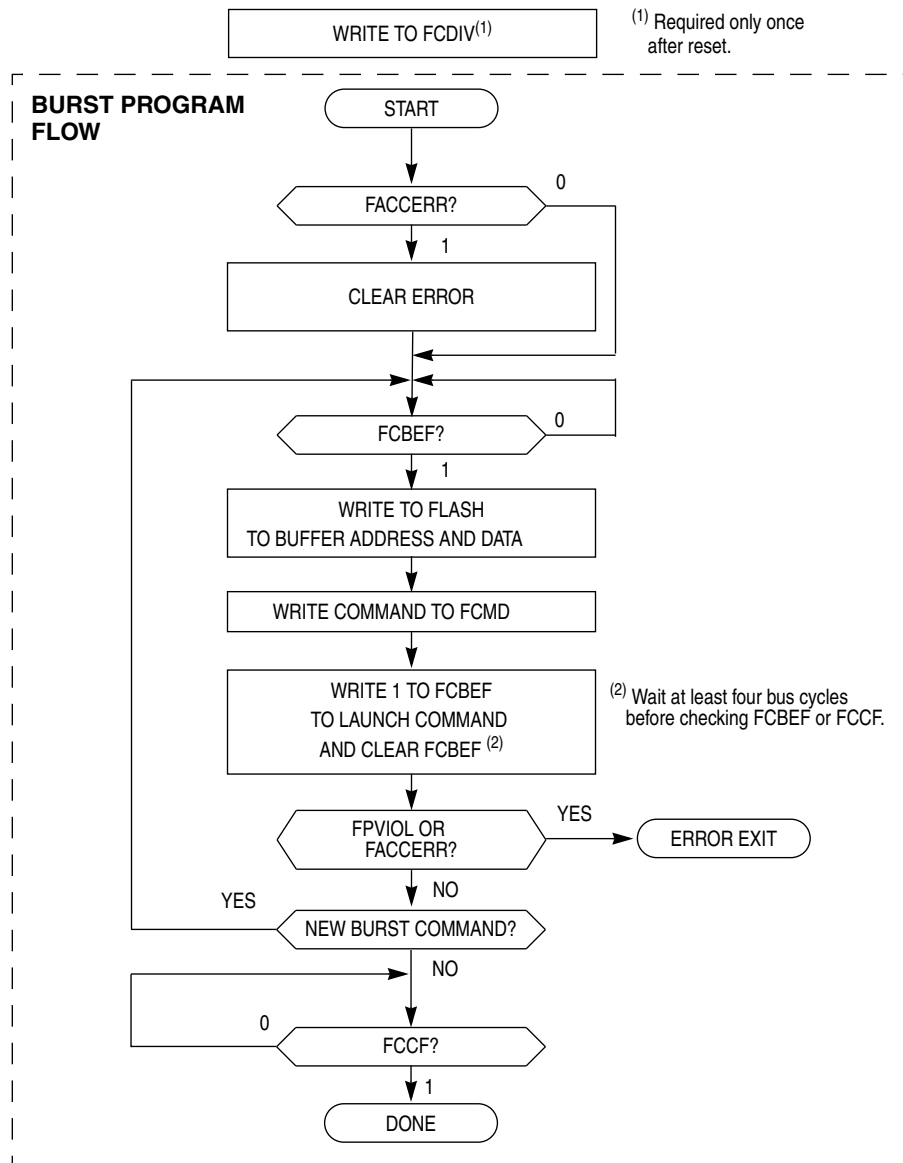 WRITE TO FCDIV(1)
(1) Required only once
after reset.
BURST PROGRAM
FLOW
START
0
FACCERR?
1
CLEAR ERROR
0
FCBEF?
1
WRITE TO FLASH
TO BUFFER ADDRESS AND DATA
WRITE COMMAND TO FCMD
WRITE 1 TO FCBEF
TO LAUNCH COMMAND
AND CLEAR FCBEF (2)
(2) Wait at least four bus cycles
before checking FCBEF or FCCF.
FPVIOL OR
FACCERR?
YES
ERROR EXIT
NO
YES
NEW BURST COMMAND?
NO
0
FCCF?
1
DONE